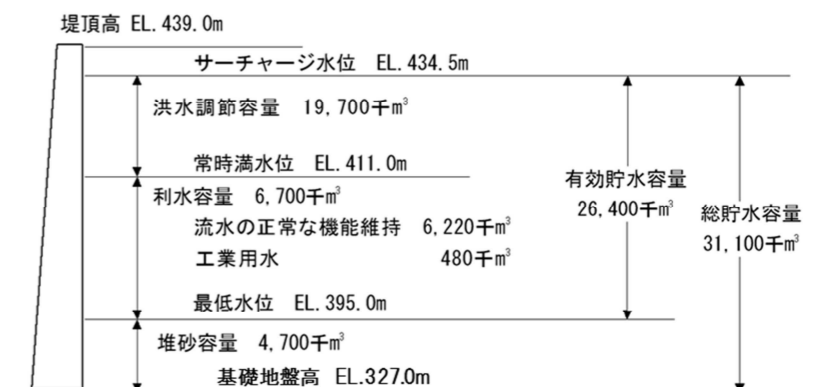 堤頂高 EL.439.0m
サーチャージ水位 EL.434.5m
洪水調節容量 19,700千m³
常時満水位 EL.411.0m
利水容量 6,700千m³
流水の正常な機能維持 6,220千m³
工業用水 480千m³
最低水位 EL.395.0m
堆砂容量 4,700千m³
基礎地盤高 EL.327.0m
有効貯水容量
26,400千m³
総貯水容量
31,100千m³